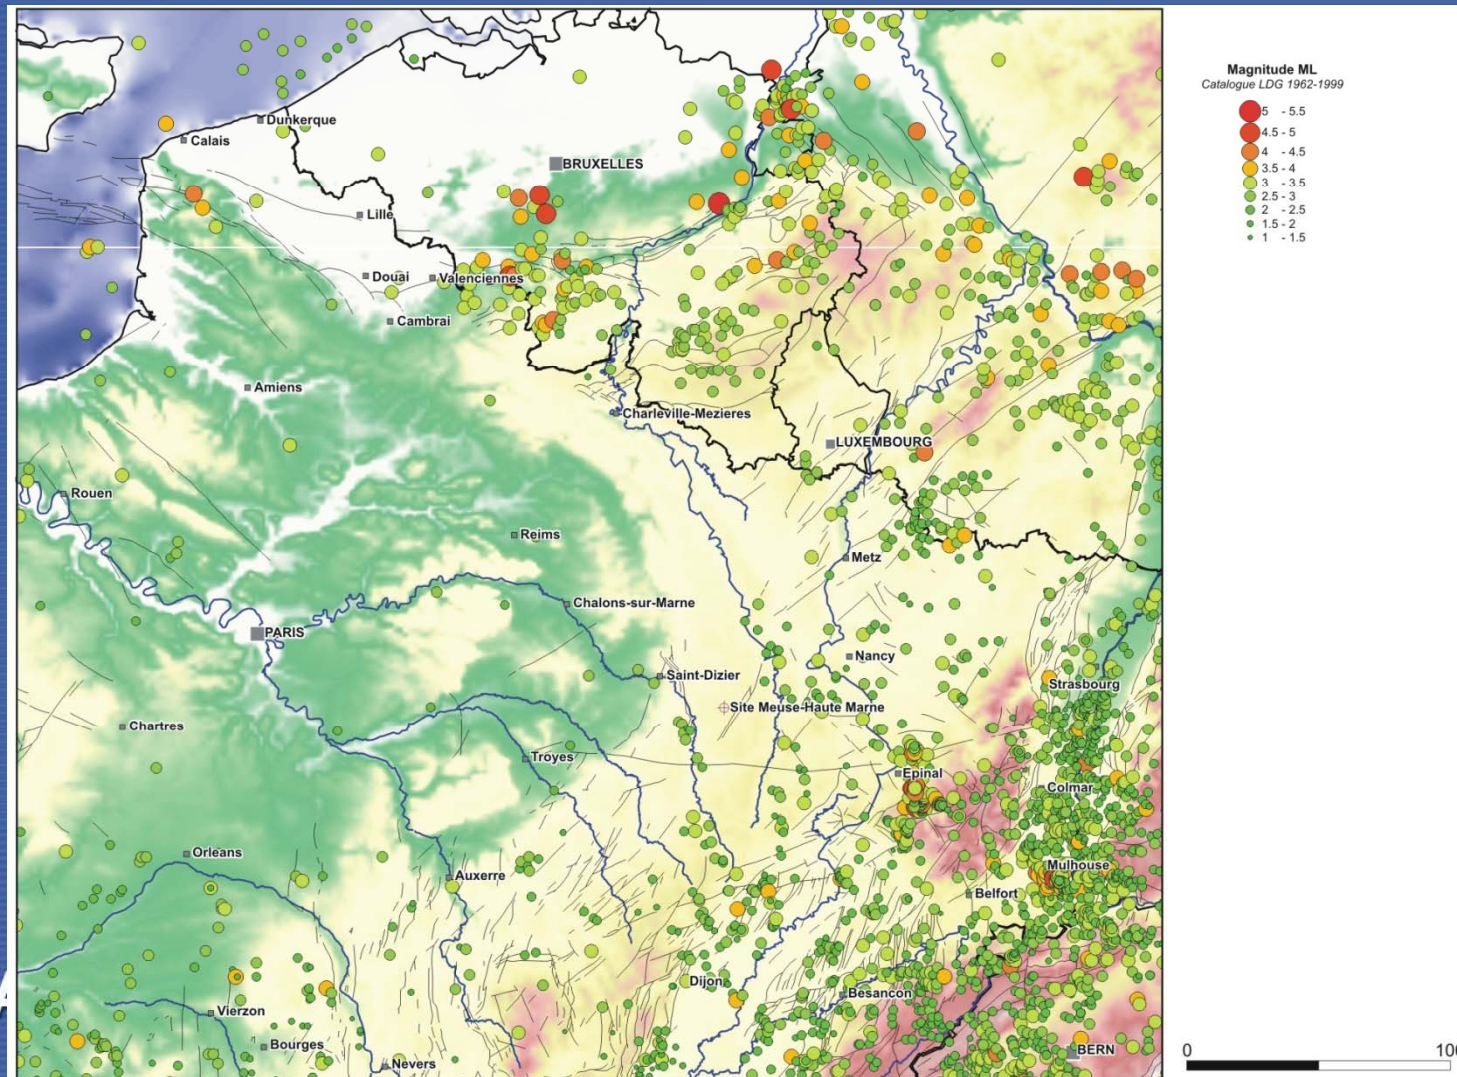 Magnitude ML
Catalogue LDG 1962-1999
5 - 5.5
4.5 - 5
4 - 4.5
3.5 - 4
3 - 3.5
2.5 - 3
2 - 2.5
1.5 - 2
1 - 1.5
Dunkerque
Calais
BRUXELLES
Lille
Douai
Valenciennes
Cambrai
Amiens
Charleville-Mezieres
LUXEMBOURG
Rouen
Reims
Metz
Chalons-sur-Marne
PARIS
Nancy
Saint-Dizier
Strasbourg
Site Meuse-Haute Marne
Chartres
Troyes
Epinal
Colmar
Orleans
Mulhouse
Auxerre
Belfort
Dijon
Besancon
Vierzon
Bourges
BERN
Nevers
0